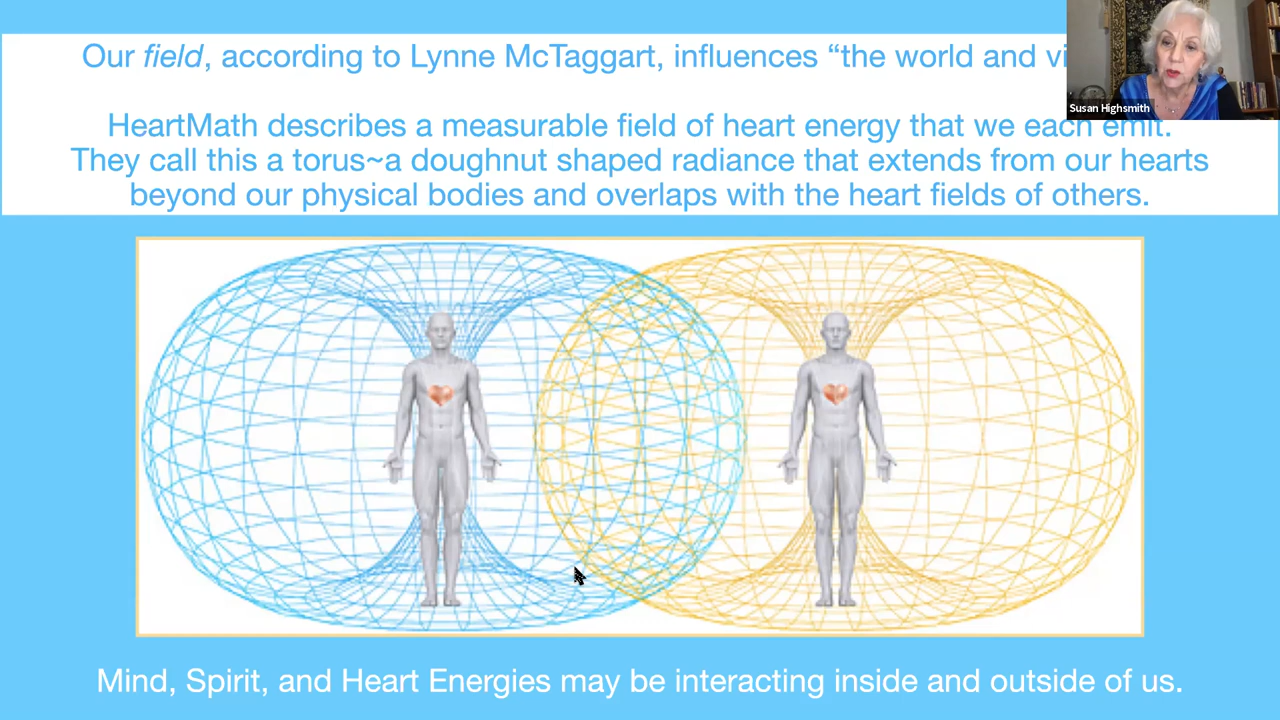 Our field, according to Lynne McTaggart, influences “the world and
Susan Highsmith
HeartMath describes a measurable field of heart energy that we each emit.
They call this a torus~a doughnut shaped radiance that extends from our hearts
beyond our physical bodies and overlaps with the heart fields of others.
Mind, Spirit, and Heart Energies may be interacting inside and outside of us.